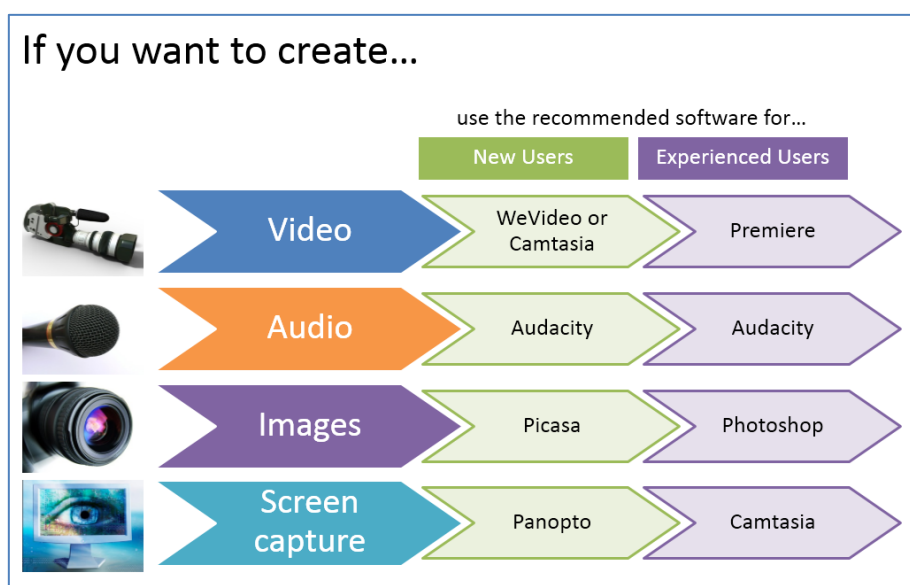 If you want to create...
use the recommended software for...
New Users
Experienced Users
Video
WeVideo or
Camtasia
Premiere
Audio
Audacity
Audacity
Images
Picasa
Photoshop
Screen
capture
Panopto
Camtasia